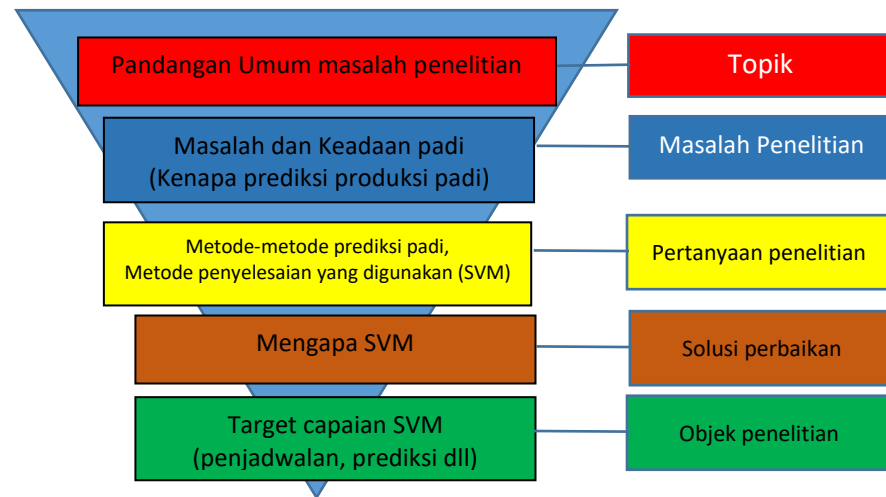 Pandangan Umum masalah penelitian
Topik
Masalah dan Keadaan padi
(Kenapa prediksi produksi padi)
Masalah Penelitian
Metode-metode prediksi padi,
Metode penyelesaian yang digunakan (SVM)
Pertanyaan penelitian
Mengapa SVM
Solusi perbaikan
Target capaian SVM
(penjadwalan, prediksi dll)
Objek penelitian